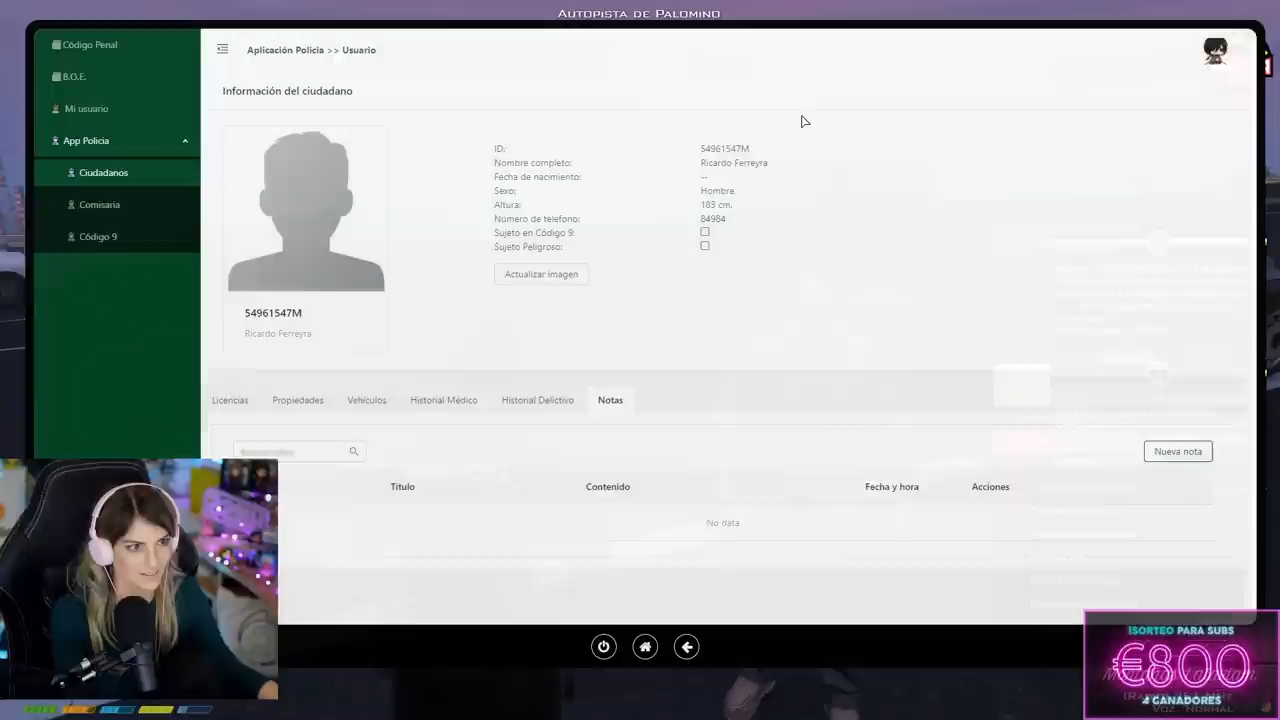 Autopista de Palomino
Código Penal
B.O.E.
Mi usuario
App Policia
Ciudadanos
Comisaria
Código 9
Aplicación Policia >> Usuario
Información del ciudadano
54961547M
Ricardo Ferreyra
ID: 54961547M
Nombre completo: Ricardo Ferreyra
Fecha de nacimiento: --
Sexo: Hombre
Altura: 183 cm.
Número de telefono: 84984
Sujeto en Código 9:
Sujeto Peligroso:
Actualizar imagen
Licencias Propiedades Vehículos Historial Médico Historial Delictivo Notas
Nueva nota
Titulo Contenido Fecha y hora Acciones
No data
¡SORTEO PARA SUBS
€800
4 GANADORES